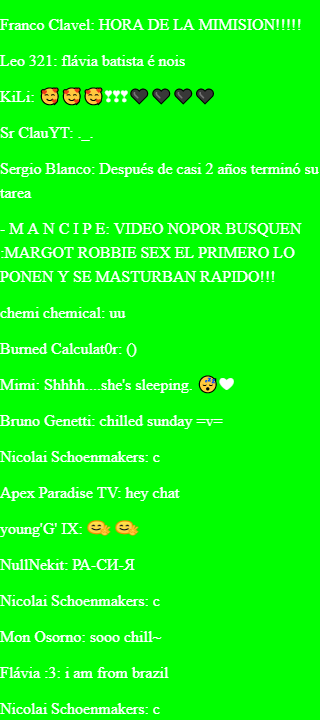 Franco Clavel: HORA DE LA MIMISION!!!!!
Leo 321: flávia batista é nois
KiLi: 🥰🥰🥰❣❣❣🖤🖤🖤🖤
Sr ClauYT: ._.
Sergio Blanco: Después de casi 2 años terminó su
tarea
- M A N C I P E: VIDEO NOPOR BUSQUEN
:MARGOT ROBBIE SEX EL PRIMERO LO
PONEN Y SE MASTURBAN RAPIDO!!!
chemi chemical: uu
Burned Calculat0r: ()
Mimi: Shhhh....she's sleeping. 😴🤍
Bruno Genetti: chilled sunday =v=
Nicolai Schoenmakers: c
Apex Paradise TV: hey chat
young'G' IX: 🤗 🤗
NullNekit: РА-СИ-Я
Nicolai Schoenmakers: c
Mon Osorno: sooo chill~
Flávia :3: i am from brazil
Nicolai Schoenmakers: c